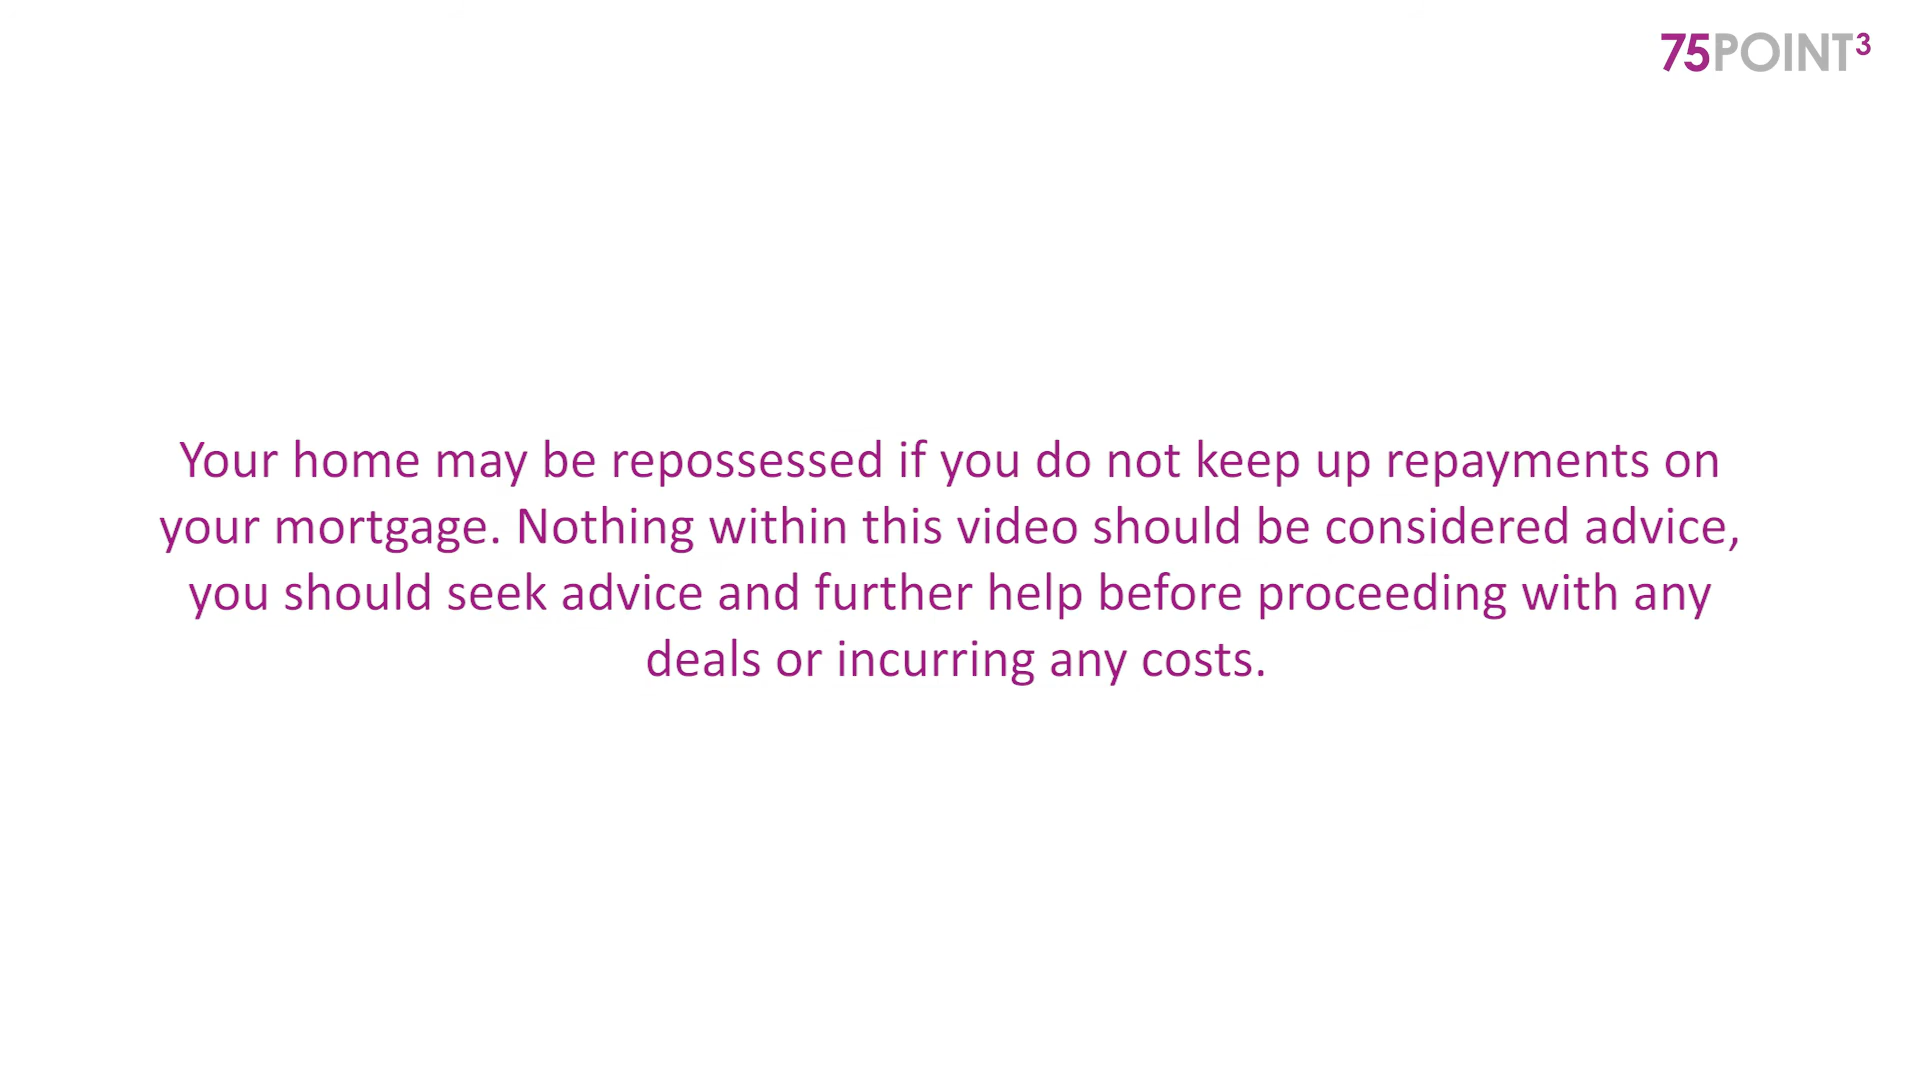 75POINT³
Your home may be repossessed if you do not keep up repayments on
your mortgage. Nothing within this video should be considered advice,
you should seek advice and further help before proceeding with any
deals or incurring any costs.